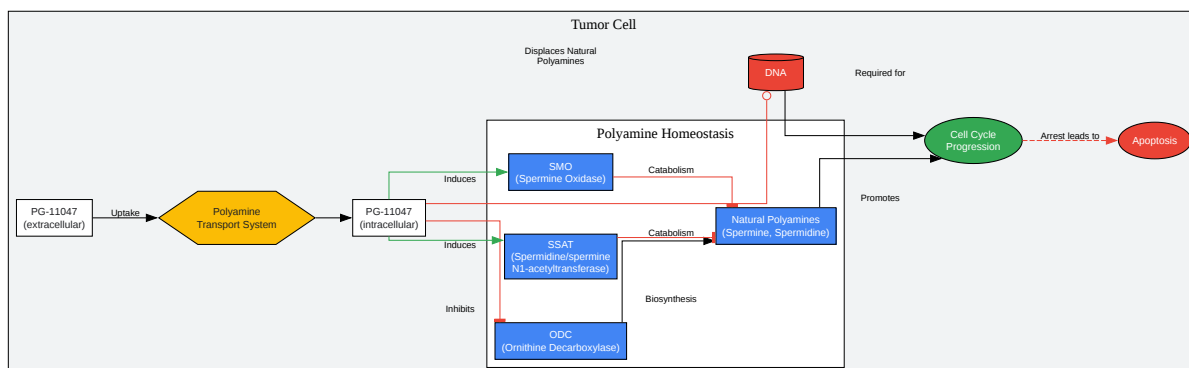 Tumor Cell
Displaces Natural
Polyamines
DNA
Required for
Polyamine Homeostasis
Cell Cycle
Progression
Arrest leads to
Apoptosis
SMO
(Spermine Oxidase)
Catabolism
Induces
Promotes
PG-11047
(extracellular)
Uptake
Polyamine
Transport System
PG-11047
(intracellular)
Natural Polyamines
(Spermine, Spermidine)
Induces
SSAT
(Spermidine/spermine
N1-acetyltransferase)
Catabolism
Inhibits
Biosynthesis
ODC
(Ornithine Decarboxylase)